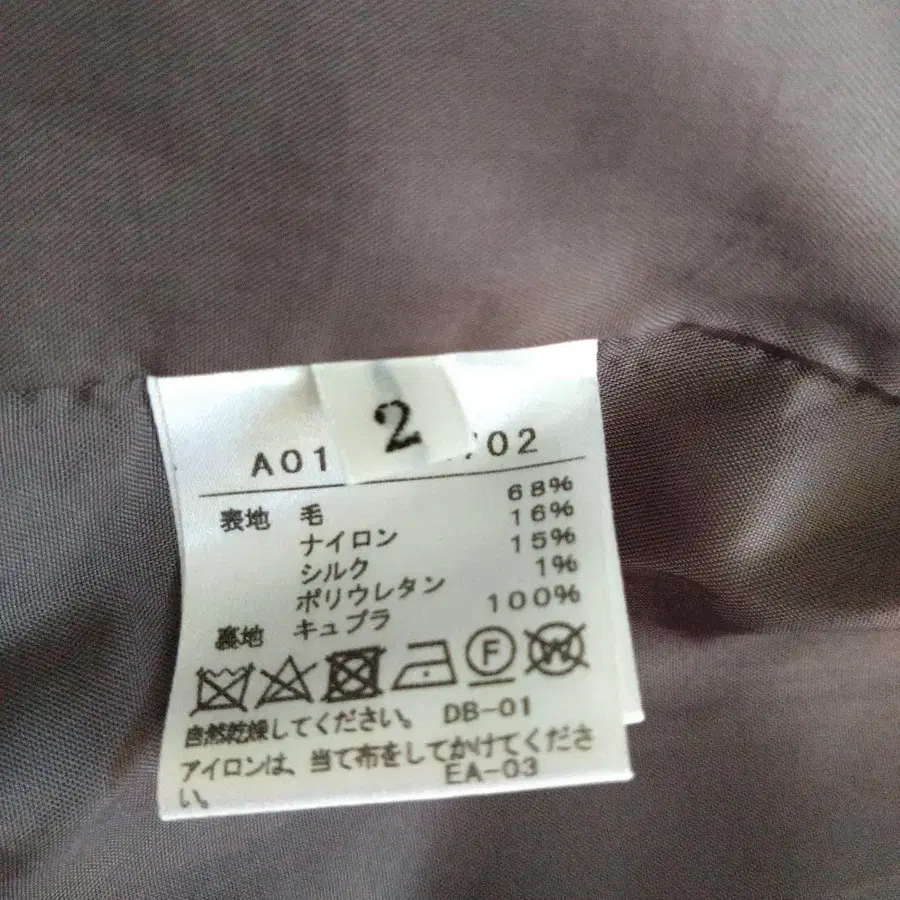 2
A01 702
表地 毛 68%
ナイロン 16%
シルク 15%
ポリウレタン 1%
裏地 キュプラ 100%
F W
自然乾燥してください。 DB-01
アイロンは、当て布をしてかけてくださ
い。 EA-03